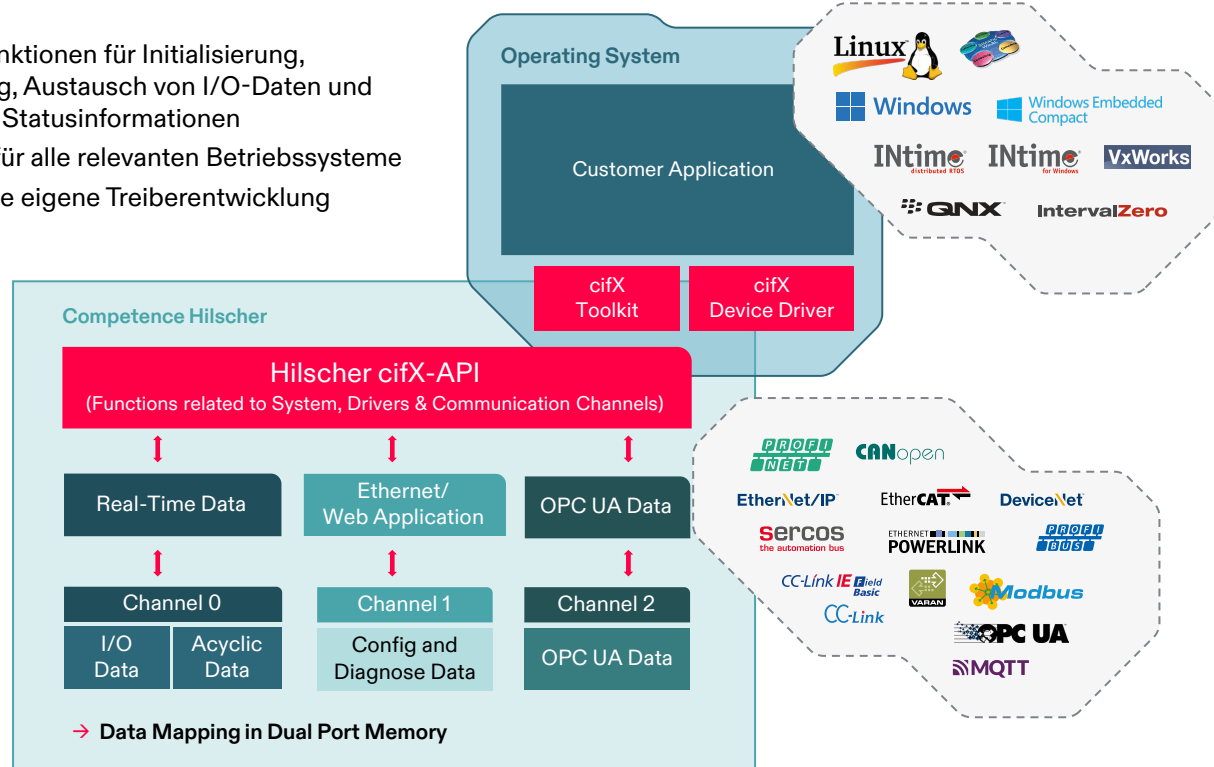 nktionen für Initialisierung,
g, Austausch von I/O-Daten und
Statusinformationen
für alle relevanten Betriebssysteme
e eigene Treiberentwicklung
Operating System
Customer Application
cifX
Toolkit
cifX
Device Driver
Linux
Windows
Windows Embedded
Compact
INtime
distributed RTOS
INtime
for Windows
VxWorks
QNX
IntervalZero
Competence Hilscher
Hilscher cifX-API
(Functions related to System, Drivers & Communication Channels)
Real-Time Data
Ethernet/
Web Application
OPC UA Data
Channel 0
Channel 1
Channel 2
I/O
Data
Acyclic
Data
Config and
Diagnose Data
OPC UA Data
→ Data Mapping in Dual Port Memory
PROFI
NET
CANopen
EtherNet/IP
EtherCAT®
DeviceNet
sercos
the automation bus
ETHERNET
POWERLINK
PROFI
BUS
CC-Link IE Field
Basic
CC-Link
VARAN
Modbus
OPC UA
MQTT